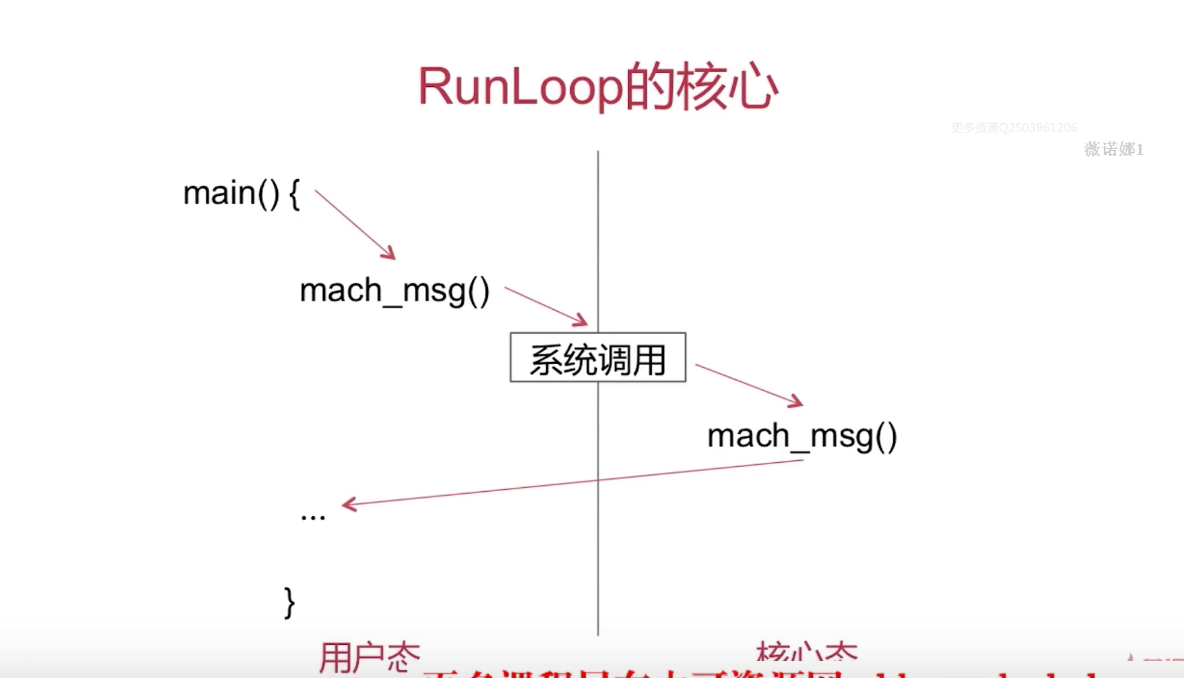 RunLoop的核心
更多资源Q2503961206
薇诺娜1
main() {
mach_msg()
系统调用
mach_msg()
...
}
用户态
核心态